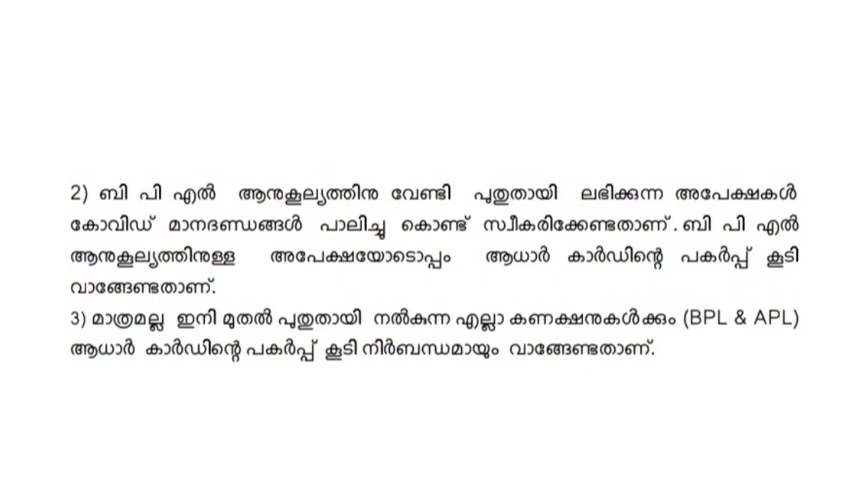 2) ബി പി എൽ ആനുകൂല്യത്തിനു വേണ്ടി പുതുതായി ലഭിക്കുന്ന അപേക്ഷകൾ
കോവിഡ് മാനദണ്ഡങ്ങൾ പാലിച്ചു കൊണ്ട് സ്വീകരിക്കേണ്ടതാണ്. ബി പി എൽ
ആനുകൂല്യത്തിനുള്ള അപേക്ഷയോടൊപ്പം ആധാർ കാർഡിന്റെ പകർപ്പ് കൂടി
വാങ്ങേണ്ടതാണ്.
3) മാത്രമല്ല ഇനി മുതൽ പുതുതായി നൽകുന്ന എല്ലാ കണക്ഷനുകൾക്കും (BPL & APL)
ആധാർ കാർഡിന്റെ പകർപ്പ് കൂടി നിർബന്ധമായും വാങ്ങേണ്ടതാണ്.